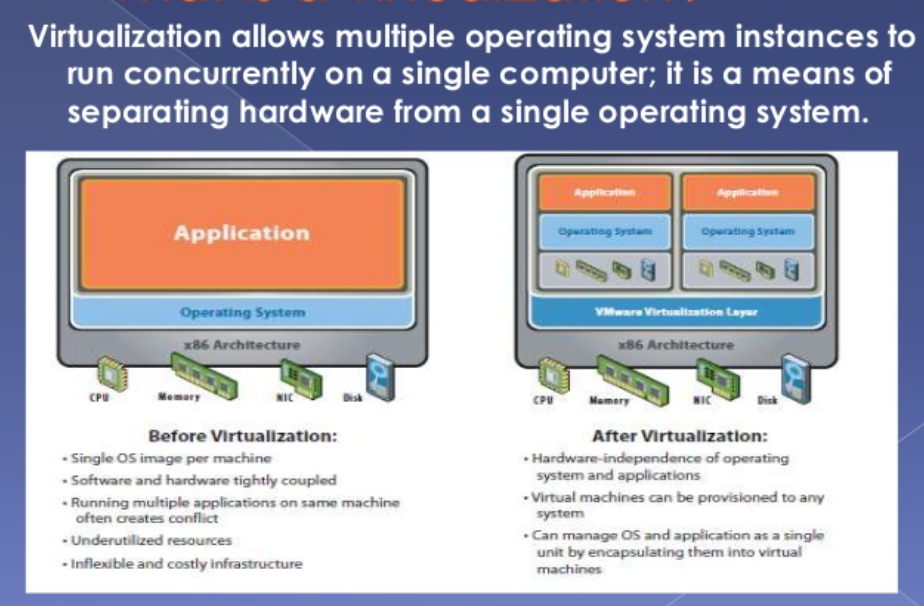 Virtualization allows multiple operating system instances to
run concurrently on a single computer; it is a means of
separating hardware from a single operating system.
Application
Operating System
x86 Architecture
CPU
Memory
NIC
Disk
Before Virtualization:
• Single OS image per machine
• Software and hardware tightly coupled
• Running multiple applications on same machine
often creates conflict
• Underutilized resources
• Inflexible and costly infrastructure
Application
Application
Operating System
Operating System
VMware Virtualization Layer
x86 Architecture
CPU
Memory
NIC
Disk
After Virtualization:
• Hardware-independence of operating
system and applications
• Virtual machines can be provisioned to any
system
• Can manage OS and application as a single
unit by encapsulating them into virtual
machines